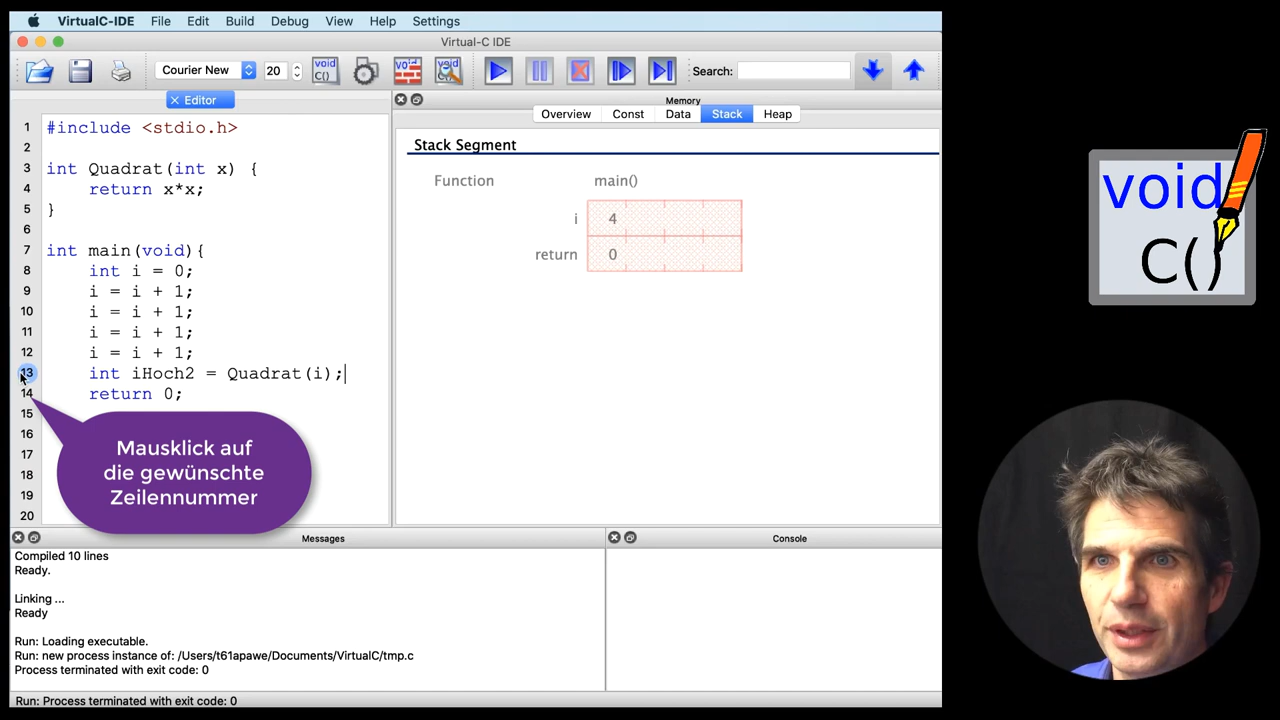 VirtualC-IDE File Edit Build Debug View Help Settings
Virtual-C IDE
Courier New 20 void C() void void Search:
× Editor
Memory
Overview Const Data Stack Heap
1 #include <stdio.h>
2
3 int Quadrat(int x) {
4 return x*x;
5 }
6
7 int main(void){
8 int i = 0;
9 i = i + 1;
10 i = i + 1;
11 i = i + 1;
12 i = i + 1;
13 int iHoch2 = Quadrat(i);
14 return 0;
15
16
17
18
19
20
Stack Segment
Function main()
i 4
return 0
Mausklick auf
die gewünschte
Zeilennummer
void
C()
Messages
Console
Compiled 10 lines
Ready.
Linking ...
Ready
Run: Loading executable.
Run: new process instance of: /Users/t61apawe/Documents/VirtualC/tmp.c
Process terminated with exit code: 0
Run: Process terminated with exit code: 0